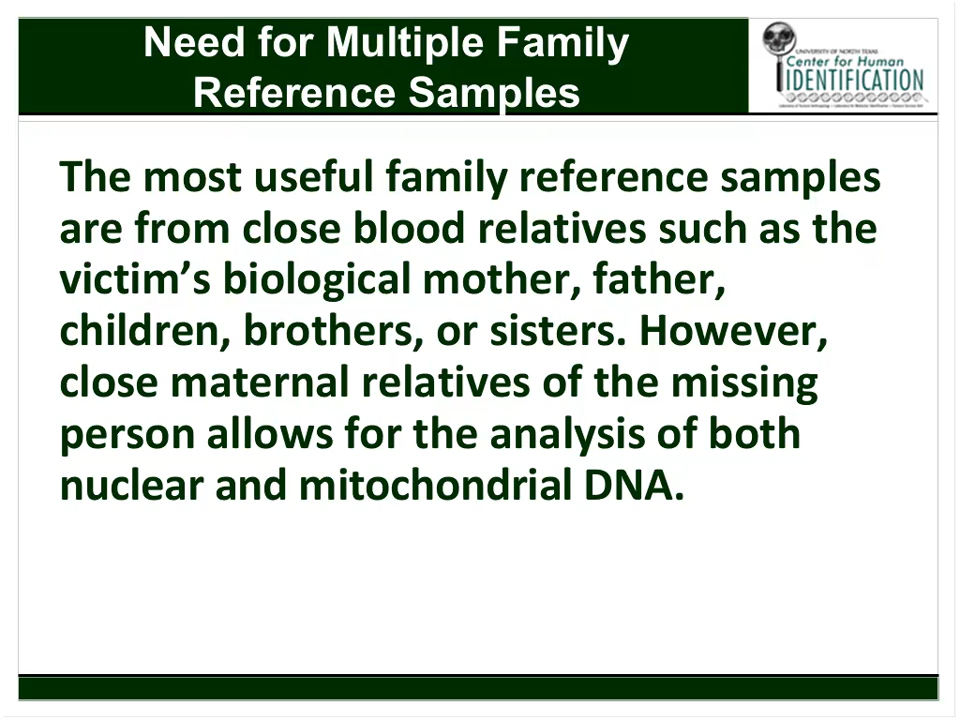 Need for Multiple Family
Reference Samples
UNIVERSITY OF NORTH TEXAS
Center for Human
IDENTIFICATION
The most useful family reference samples
are from close blood relatives such as the
victim’s biological mother, father,
children, brothers, or sisters. However,
close maternal relatives of the missing
person allows for the analysis of both
nuclear and mitochondrial DNA.